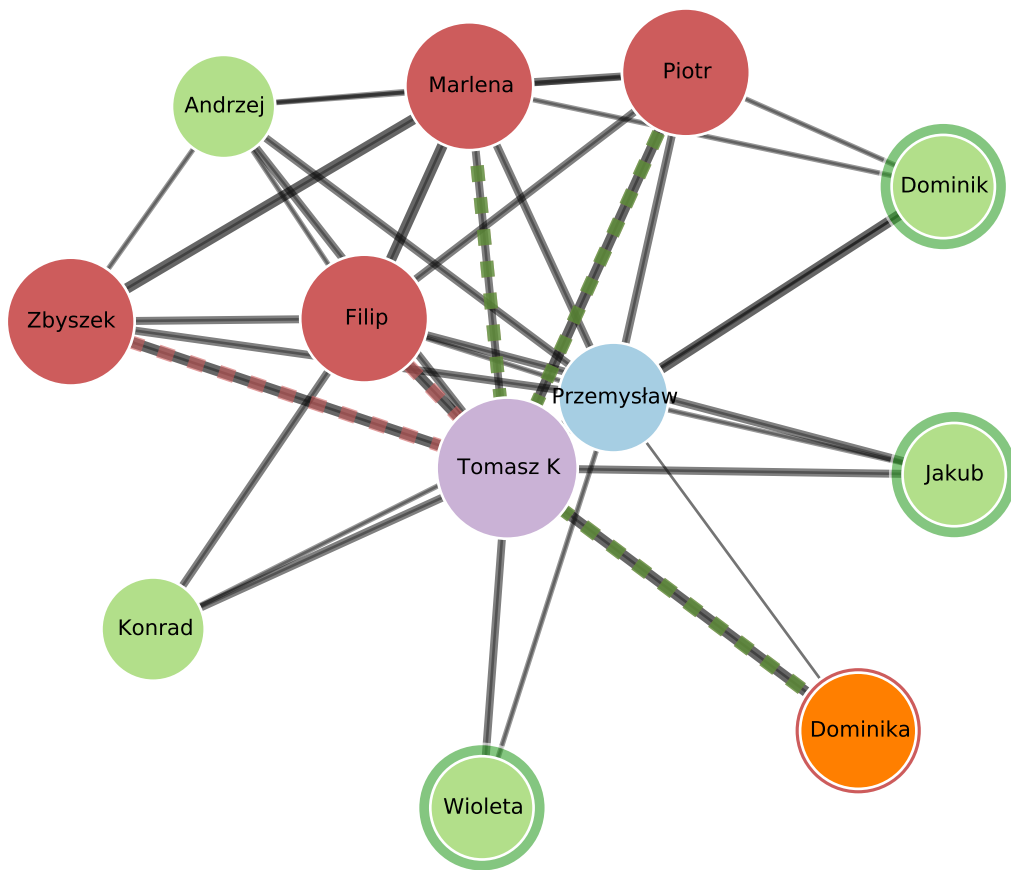 Piotr
Marlena
Andrzej
Dominik
Filip
Zbyszek
Przemysław
Tomasz K
Jakub
Konrad
Dominika
Wioleta